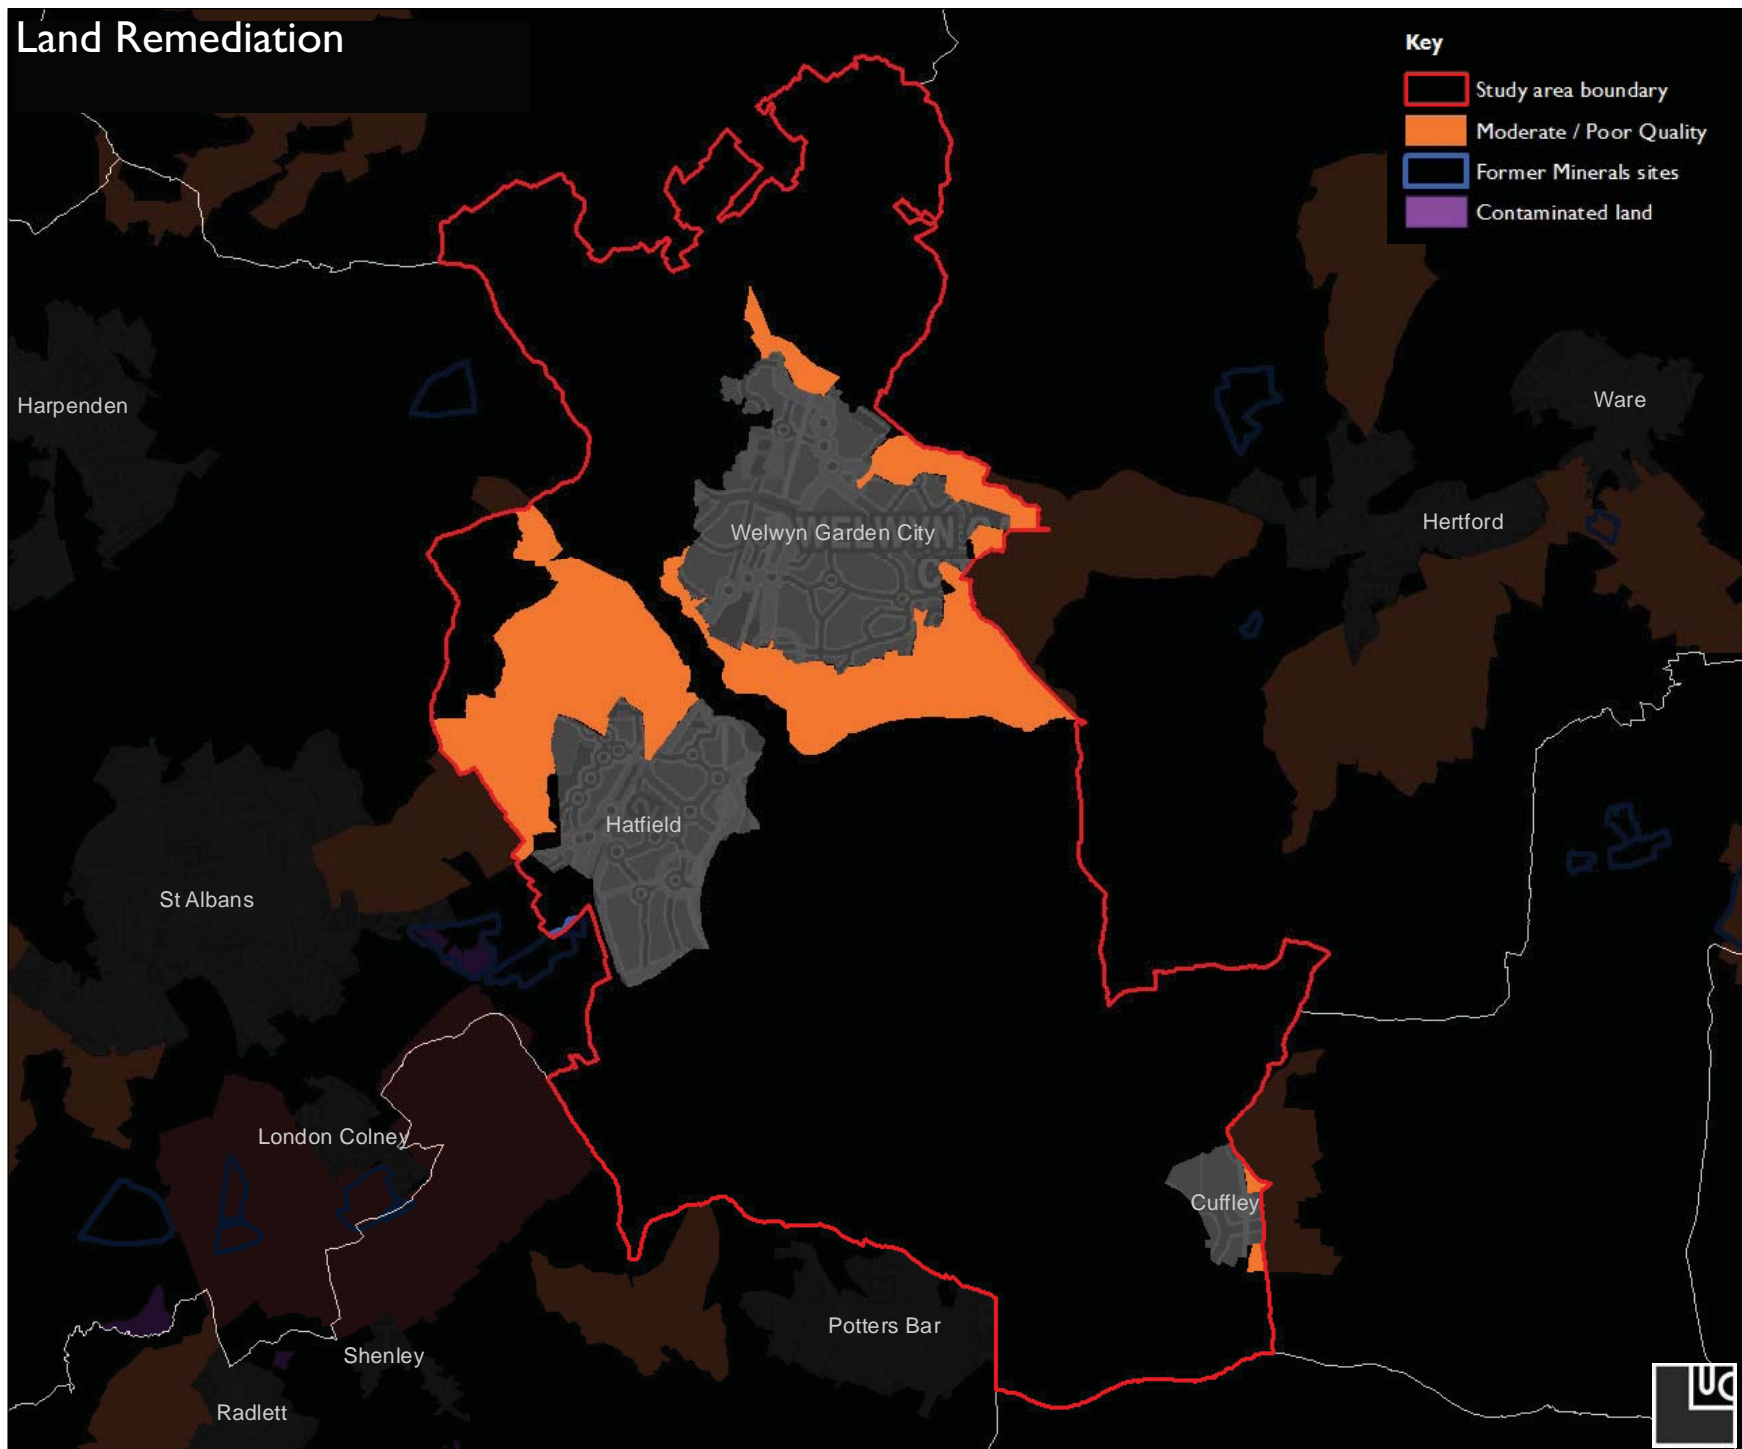 Land Remediation
Key
Study area boundary
Moderate / Poor Quality
Former Minerals sites
Contaminated land
Harpenden
Ware
Hertford
Welwyn Garden City
Hatfield
St Albans
London Colney
Cuffley
Potters Bar
Shenley
Radlett